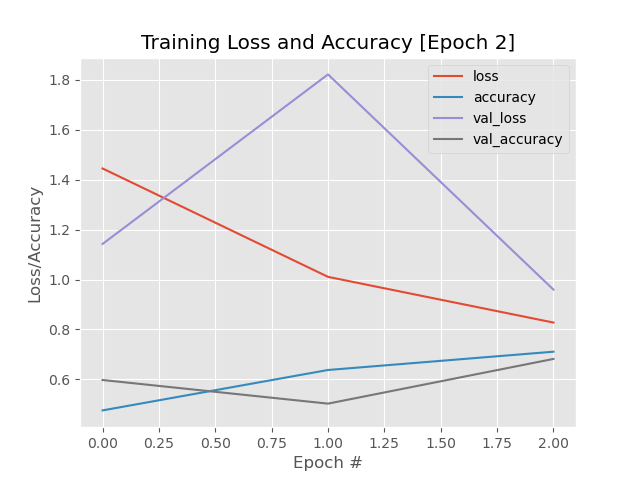 Training Loss and Accuracy [Epoch 2]
loss
accuracy
val_loss
val_accuracy
Loss/Accuracy
1.8
1.6
1.4
1.2
1.0
0.8
0.6
0.00 0.25 0.50 0.75 1.00 1.25 1.50 1.75 2.00
Epoch #